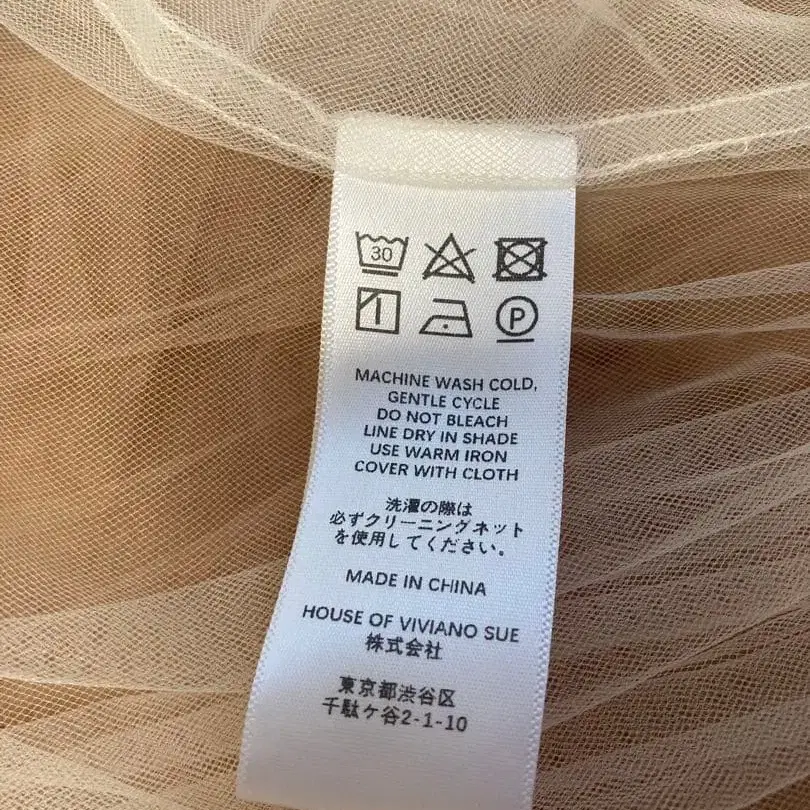 30
P
MACHINE WASH COLD,
GENTLE CYCLE
DO NOT BLEACH
LINE DRY IN SHADE
USE WARM IRON
COVER WITH CLOTH
洗濯の際は
必ずクリーニングネット
を使用してください。
MADE IN CHINA
HOUSE OF VIVIANO SUE
株式会社
東京都渋谷区
千駄ケ谷2-1-10